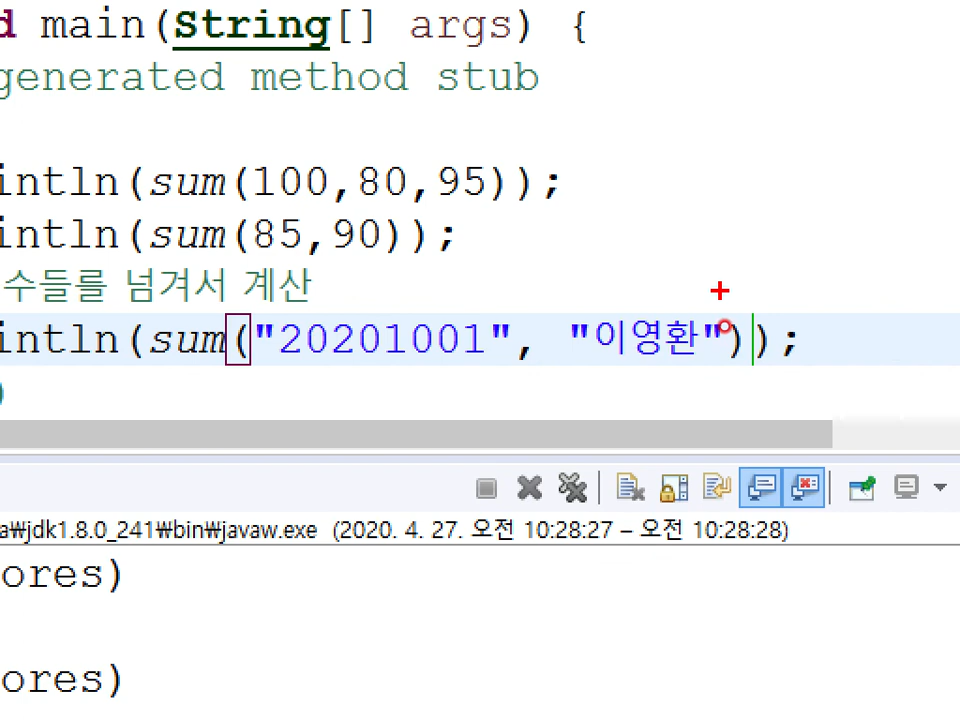 d main(String[] args) {
generated method stub
intln(sum(100,80,95));
intln(sum(85,90));
수들를 넘겨서 계산
intln(sum("20201001", "이영환"));
a₩jdk1.8.0_241₩bin₩javaw.exe (2020. 4. 27. 오전 10:28:27 – 오전 10:28:28)
ores)
ores)